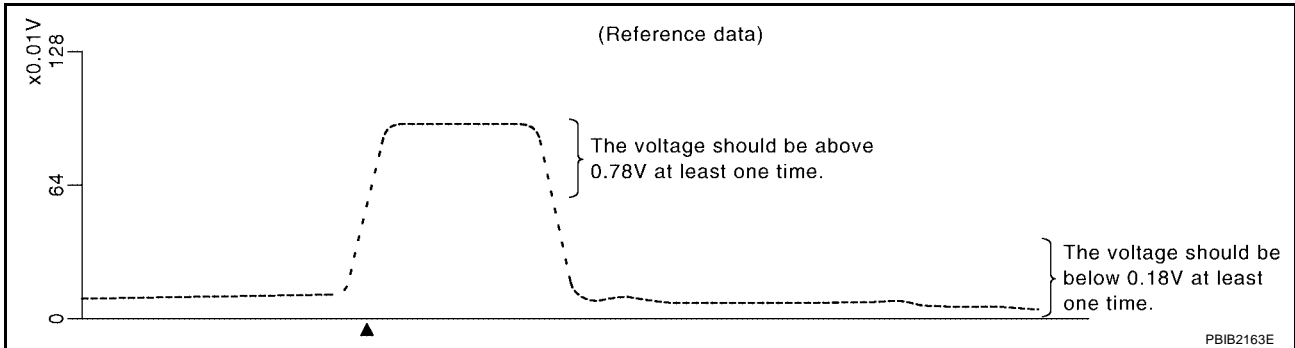 (Reference data)
x0.01V
128
64
0
The voltage should be above
0.78V at least one time.
The voltage should be
below 0.18V at least
one time.
PBIB2163E